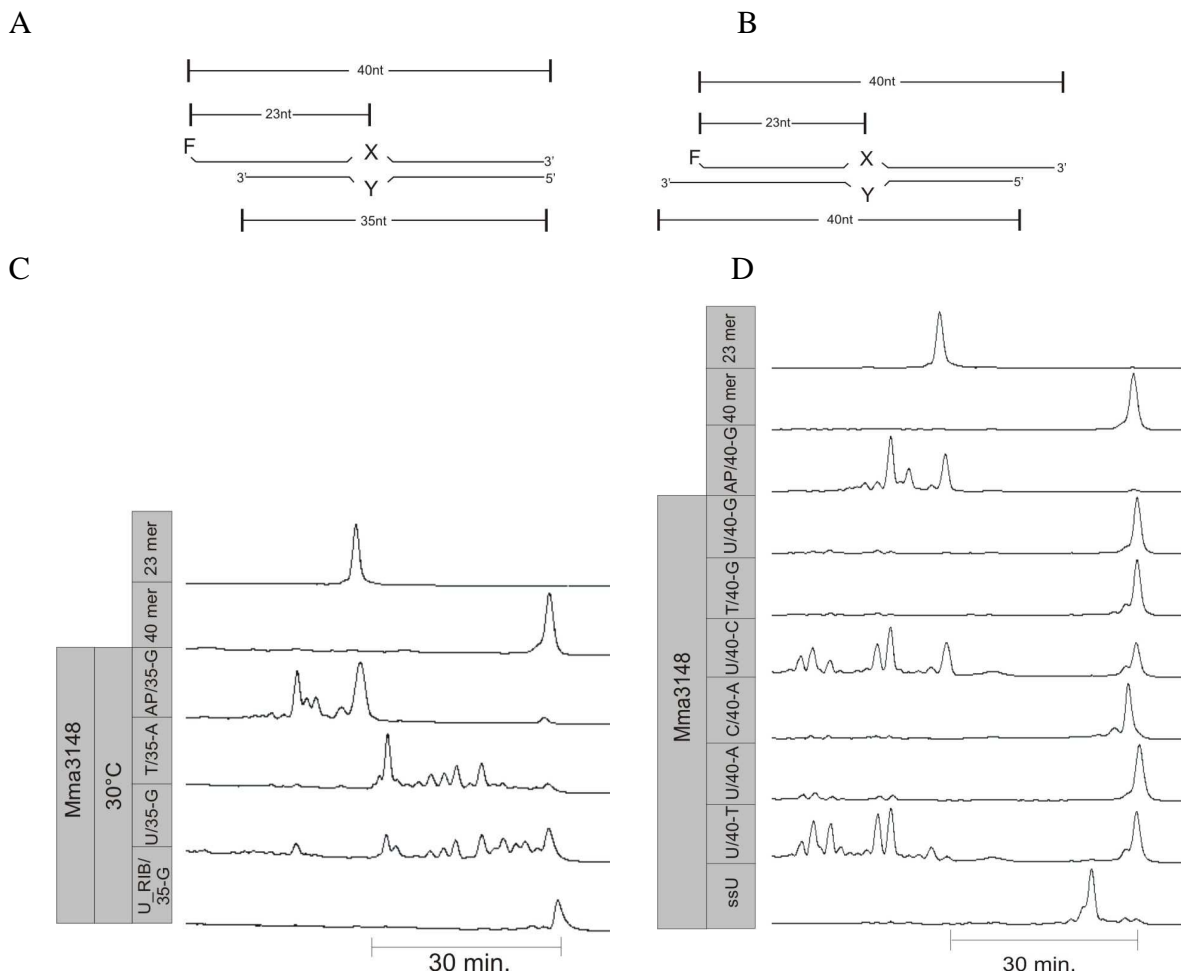 A
B
40nt
23nt
F
X
3'
3'
Y
5'
35nt
40nt
23nt
F
X
3'
3'
Y
5'
40nt
C
D
23 mer
40 mer
AP/35-G
T/35-A
U/35-G
U_RIB/
35-G
Mma3148
30°C
30 min.
23 mer
40 mer
AP/40-G
U/40-G
T/40-G
U/40-C
C/40-A
U/40-A
U/40-T
ssU
Mma3148
30 min.